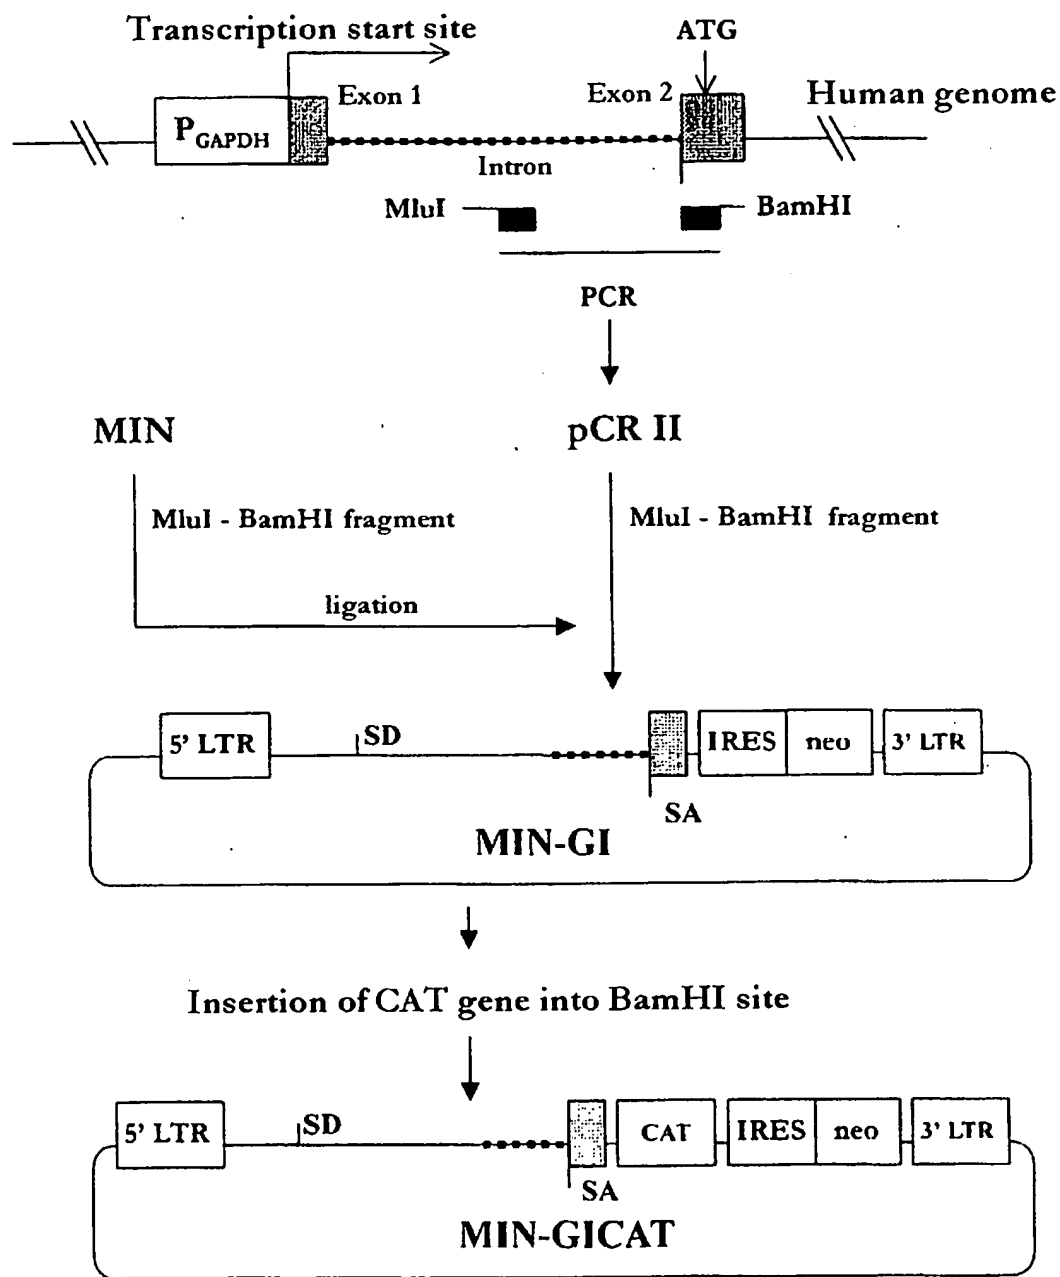 Transcription start site
ATG
Exon 1
Exon 2
Human genome
PGAPDH
Intron
MluI
BamHI
PCR
MIN
pCR II
MluI - BamHI fragment
MluI - BamHI fragment
ligation
5' LTR
SD
IRES
neo
3' LTR
SA
MIN-GI
Insertion of CAT gene into BamHI site
5' LTR
SD
CAT
IRES
neo
3' LTR
SA
MIN-GICAT